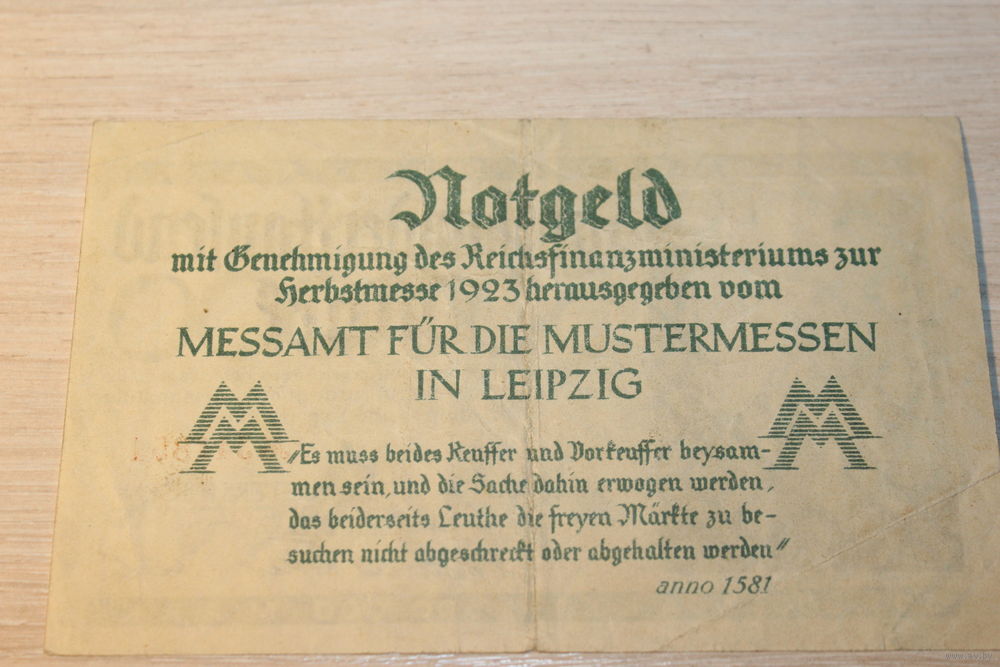 Notgeld
mit Genehmigung des Reichsfinanzministeriums zur
Herbstmesse 1923 herausgegeben vom
MESSAMT FÜR DIE MUSTERMESSEN
IN LEIPZIG
MM MM
„Es muss beides Keuffer und Vorkeuffer beysam-
men sein, und die Sache dahin erwogen werden,
das beiderseits Leuthe die freyen Märkte zu be-
suchen nicht abgeschreckt oder abgehalten werden"
anno 1581